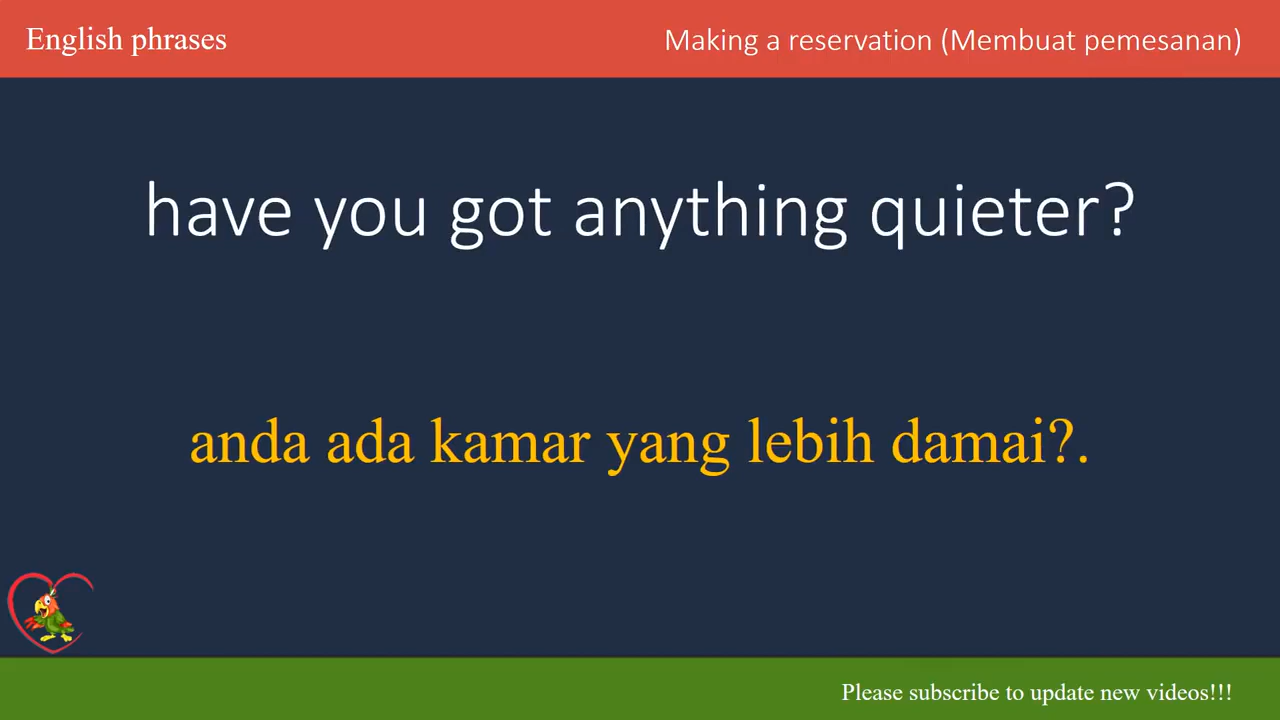 English phrases
Making a reservation (Membuat pemesanan)
have you got anything quieter?
anda ada kamar yang lebih damai?.
Please subscribe to update new videos!!!